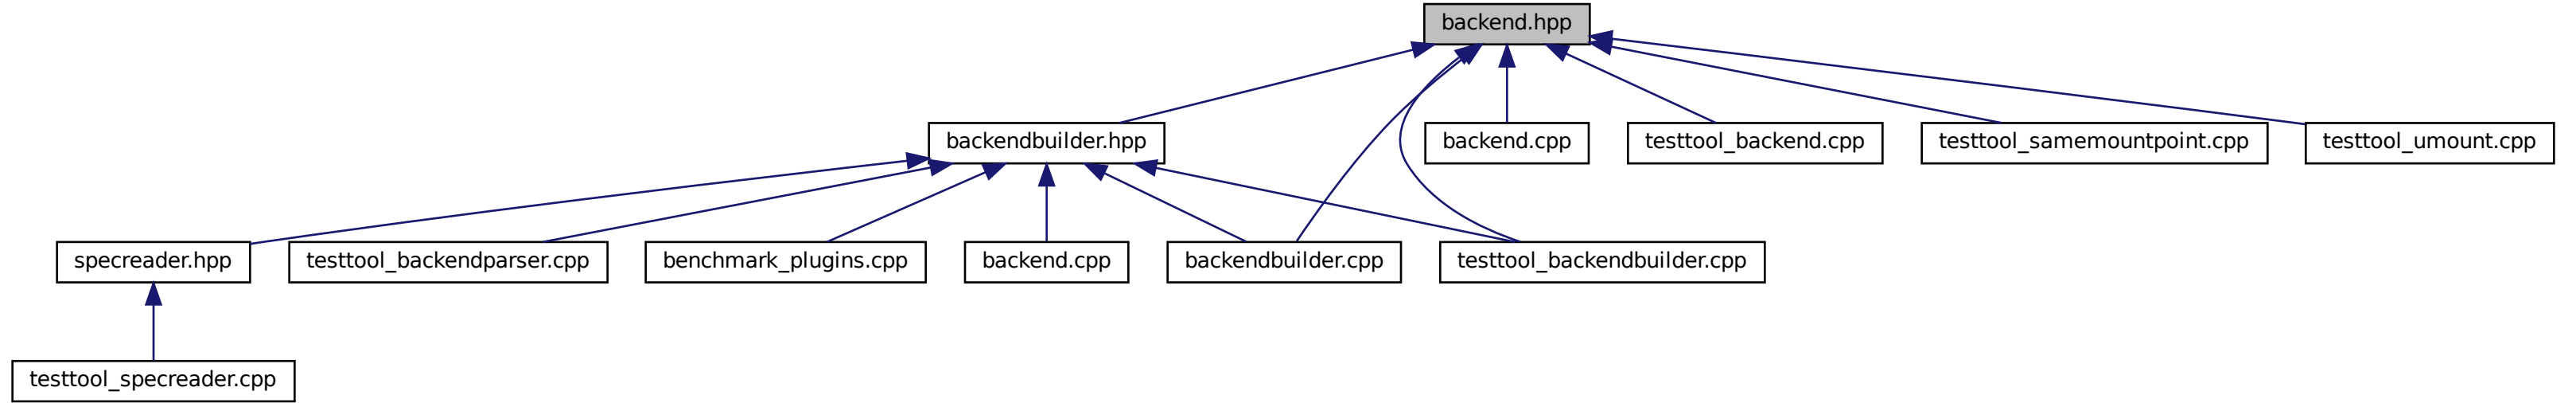 backend.hpp
backendbuilder.hpp
backend.cpp
testtool_backend.cpp
testtool_samemountpoint.cpp
testtool_umount.cpp
specreader.hpp
testtool_backendparser.cpp
benchmark_plugins.cpp
backend.cpp
backendbuilder.cpp
testtool_backendbuilder.cpp
testtool_specreader.cpp